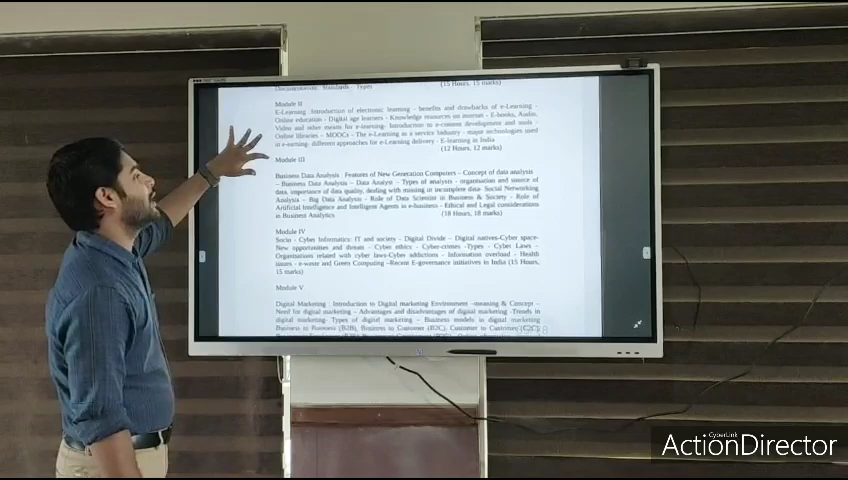 Documentation, Standards - Types (15 Hours, 15 marks)
Module II
E-Learning :Introduction of electronic learning - benefits and drawbacks of e-Learning -
Online education - Digital age learners - Knowledge resources on internet - E-books, Audio,
Video and other means for e-learning- Introduction to e-content development and tools -
Online libraries – MOOCs - The e-Learning as a service Industry - major technologies used
in e-earning- different approaches for e-Learning delivery - E-learning in India
(12 Hours, 12 marks)
Module III
Business Data Analysis : Features of New Generation Computers – Concept of data analysis
– Business Data Analysis – Data Analyst – Types of analysis - organisation and source of
data, importance of data quality, dealing with missing or incomplete data- Social Networking
Analysis – Big Data Analysis - Role of Data Scientist in Business & Society - Role of
Artificial Intelligence and Intelligent Agents in e-business - Ethical and Legal considerations
in Business Analytics (18 Hours, 18 marks)
Module IV
Socio - Cyber Informatics: IT and society - Digital Divide – Digital natives-Cyber space-
New opportunities and threats - Cyber ethics - Cyber-crimes -Types - Cyber Laws -
Organisations related with cyber laws-Cyber addictions - Information overload - Health
issues - e-waste and Green Computing –Recent E-governance initiatives in India (15 Hours,
15 marks)
Module V
Digital Marketing : Introduction to Digital marketing Environment –meaning & Concept –
Need for digital marketing – Advantages and disadvantages of digital marketing -Trends in
digital marketing- Types of digital marketing – Business models in digital marketing
Business to Business (B2B), Business to Customer (B2C), Customer to Customer (C2C)
CyberLink
ActionDirector